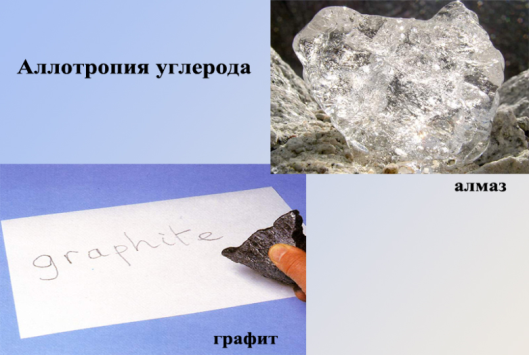 Аллотропия углерода
алмаз
graphite
графит